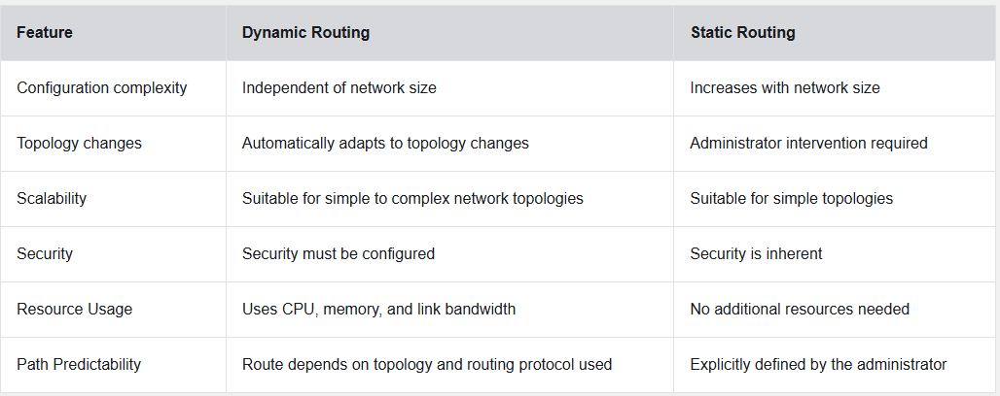 Feature Dynamic Routing Static Routing
Configuration complexity Independent of network size Increases with network size
Topology changes Automatically adapts to topology changes Administrator intervention required
Scalability Suitable for simple to complex network topologies Suitable for simple topologies
Security Security must be configured Security is inherent
Resource Usage Uses CPU, memory, and link bandwidth No additional resources needed
Path Predictability Route depends on topology and routing protocol used Explicitly defined by the administrator